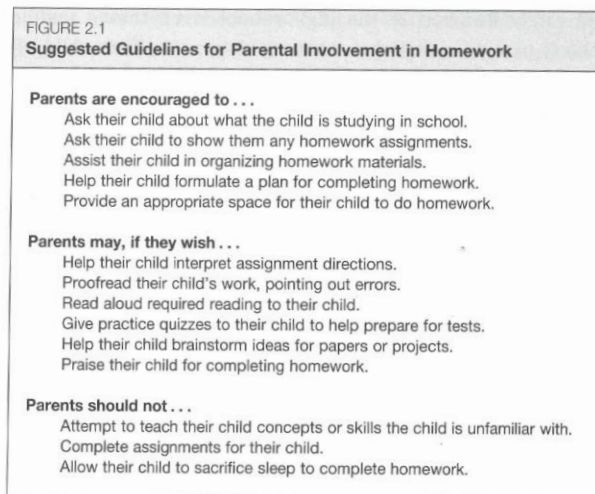 FIGURE 2.1
Suggested Guidelines for Parental Involvement in Homework
Parents are encouraged to . . .
Ask their child about what the child is studying in school.
Ask their child to show them any homework assignments.
Assist their child in organizing homework materials.
Help their child formulate a plan for completing homework.
Provide an appropriate space for their child to do homework.
Parents may, if they wish . . .
Help their child interpret assignment directions.
Proofread their child's work, pointing out errors.
Read aloud required reading to their child.
Give practice quizzes to their child to help prepare for tests.
Help their child brainstorm ideas for papers or projects.
Praise their child for completing homework.
Parents should not . . .
Attempt to teach their child concepts or skills the child is unfamiliar with.
Complete assignments for their child.
Allow their child to sacrifice sleep to complete homework.